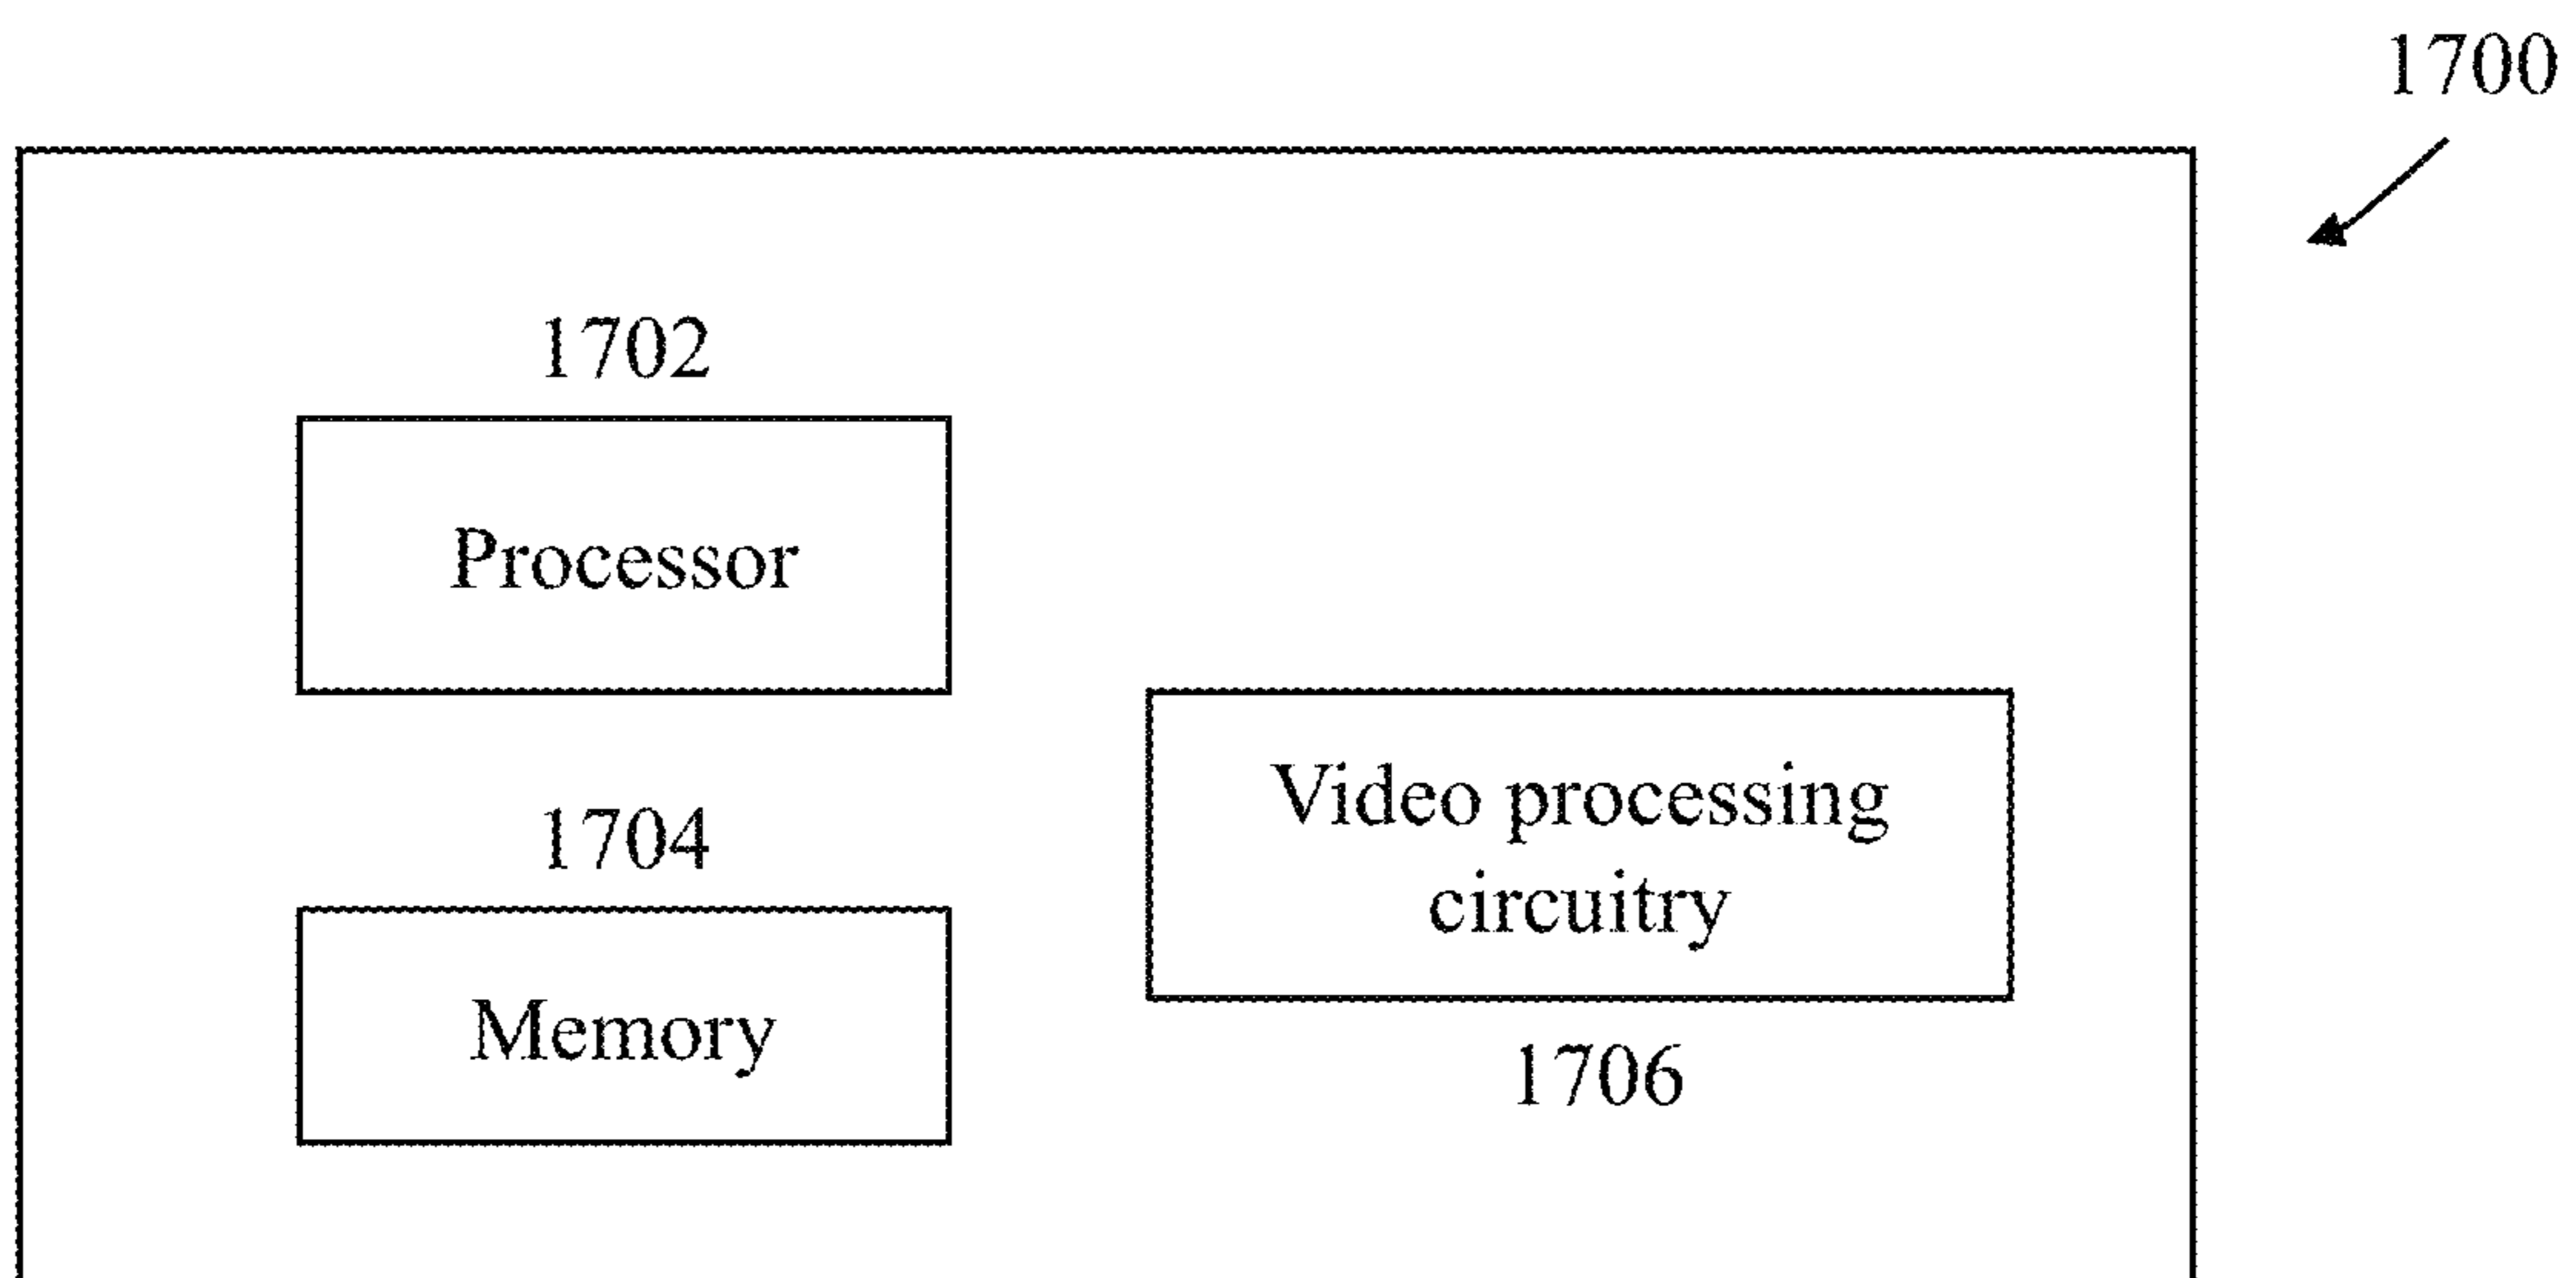 1700
1702
Processor
1704
Memory
Video processing
circuitry
1706